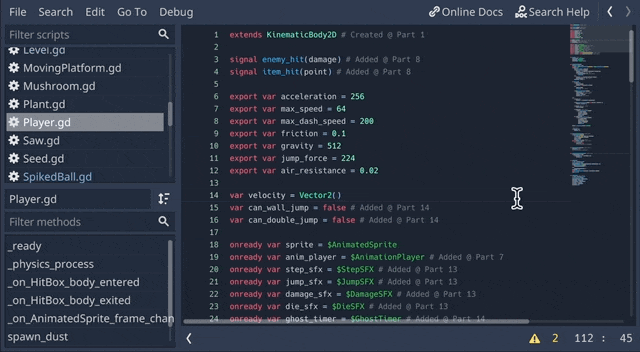 File Search Edit Go To Debug Online Docs Search Help
Filter scripts
Level.gd
MovingPlatform.gd
Mushroom.gd
Plant.gd
Player.gd
Saw.gd
Seed.gd
SpikedBall.gd
Player.gd
Filter methods
_ready
_physics_process
_on_HitBox_body_entered
_on_HitBox_body_exited
_on_AnimatedSprite_frame_chan
spawn_dust
1 extends KinematicBody2D # Created @ Part 1
2
3 signal enemy_hit(damage) # Added @ Part 8
4 signal item_hit(point) # Added @ Part 8
5
6 export var acceleration = 256
7 export var max_speed = 64
8 export var max_dash_speed = 200
9 export var friction = 0.1
10 export var gravity = 512
11 export var jump_force = 224
12 export var air_resistance = 0.02
13
14 var velocity = Vector2()
15 var can_wall_jump = false # Added @ Part 14
16 var can_double_jump = false # Added @ Part 14
17
18 onready var sprite = $AnimatedSprite
19 onready var anim_player = $AnimationPlayer # Added @ Part 7
20 onready var step_sfx = $StepSFX # Added @ Part 13
21 onready var jump_sfx = $JumpSFX # Added @ Part 13
22 onready var damage_sfx = $DamageSFX # Added @ Part 13
23 onready var die_sfx = $DieSFX # Added @ Part 13
24 onready var ghost_timer = $GhostTimer # Added @ Part 14
2 112 : 45